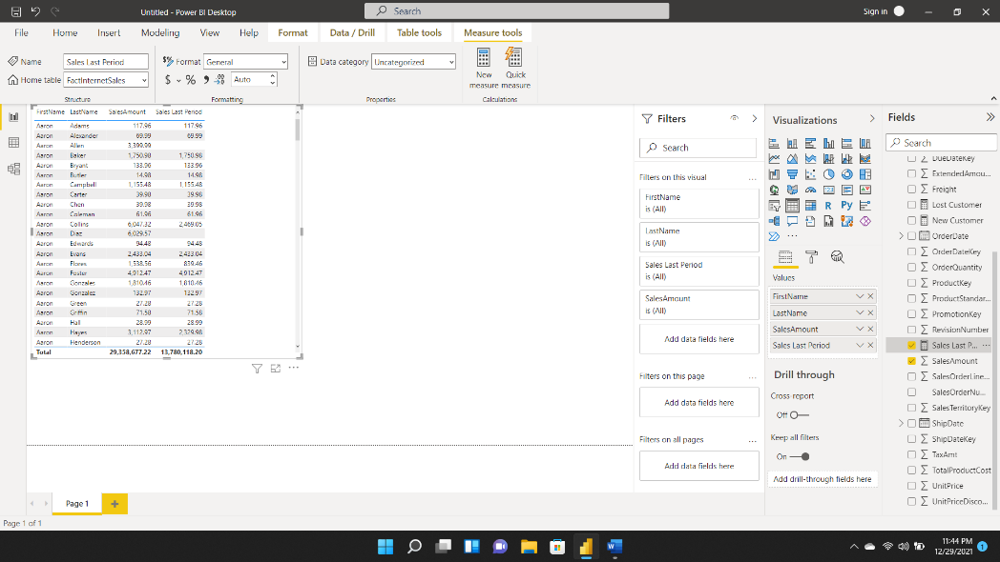 Untitled - Power BI Desktop
Search
Sign in
File
Home
Insert
Modeling
View
Help
Format
Data / Drill
Table tools
Measure tools
Name
Sales Last Period
Home table
FactInternetSales
Structure
Format
General
$ % 9 .00
Auto
Formatting
Data category
Uncategorized
Properties
New measure
Quick measure
Calculations
FirstName LastName SalesAmount Sales Last Period
Aaron Adams 117.96 117.96
Aaron Alexander 69.99 69.99
Aaron Allen 3,399.99
Aaron Baker 1,750.98 1,750.98
Aaron Bryant 133.96 133.96
Aaron Butler 14.98 14.98
Aaron Campbell 1,155.48 1,155.48
Aaron Carter 39.98 39.98
Aaron Chen 39.98 39.98
Aaron Coleman 61.96 61.96
Aaron Collins 6,047.32 2,469.05
Aaron Diaz 6,029.57
Aaron Edwards 94.48 94.48
Aaron Evans 2,433.04 2,433.04
Aaron Flores 1,538.56 839.46
Aaron Foster 4,912.47 4,912.47
Aaron Gonzales 1,810.46 1,810.46
Aaron Gonzalez 132.97 132.97
Aaron Green 27.28 27.28
Aaron Griffin 71.58 71.58
Aaron Hall 28.99 28.99
Aaron Hayes 3,112.97 2,329.98
Aaron Henderson 27.28 27.28
Total 29,358,677.22 13,780,118.20
Filters
Search
Filters on this visual
FirstName
is (All)
LastName
is (All)
Sales Last Period
is (All)
SalesAmount
is (All)
Add data fields here
Filters on this page
Add data fields here
Filters on all pages
Add data fields here
Visualizations
R Py
Values
FirstName
LastName
SalesAmount
Sales Last Period
Drill through
Cross-report
Off
Keep all filters
On
Add drill-through fields here
Fields
Search
DueDateKey
ExtendedAmou...
Freight
Lost Customer
New Customer
OrderDate
OrderDateKey
OrderQuantity
ProductKey
ProductStandar...
PromotionKey
RevisionNumber
Sales Last P...
SalesAmount
SalesOrderLine...
SalesOrderNu...
SalesTerritoryKey
ShipDate
ShipDateKey
TaxAmt
TotalProductCost
UnitPrice
UnitPriceDisco...
Page 1
Page 1 of 1
11:44 PM
12/29/2021
1